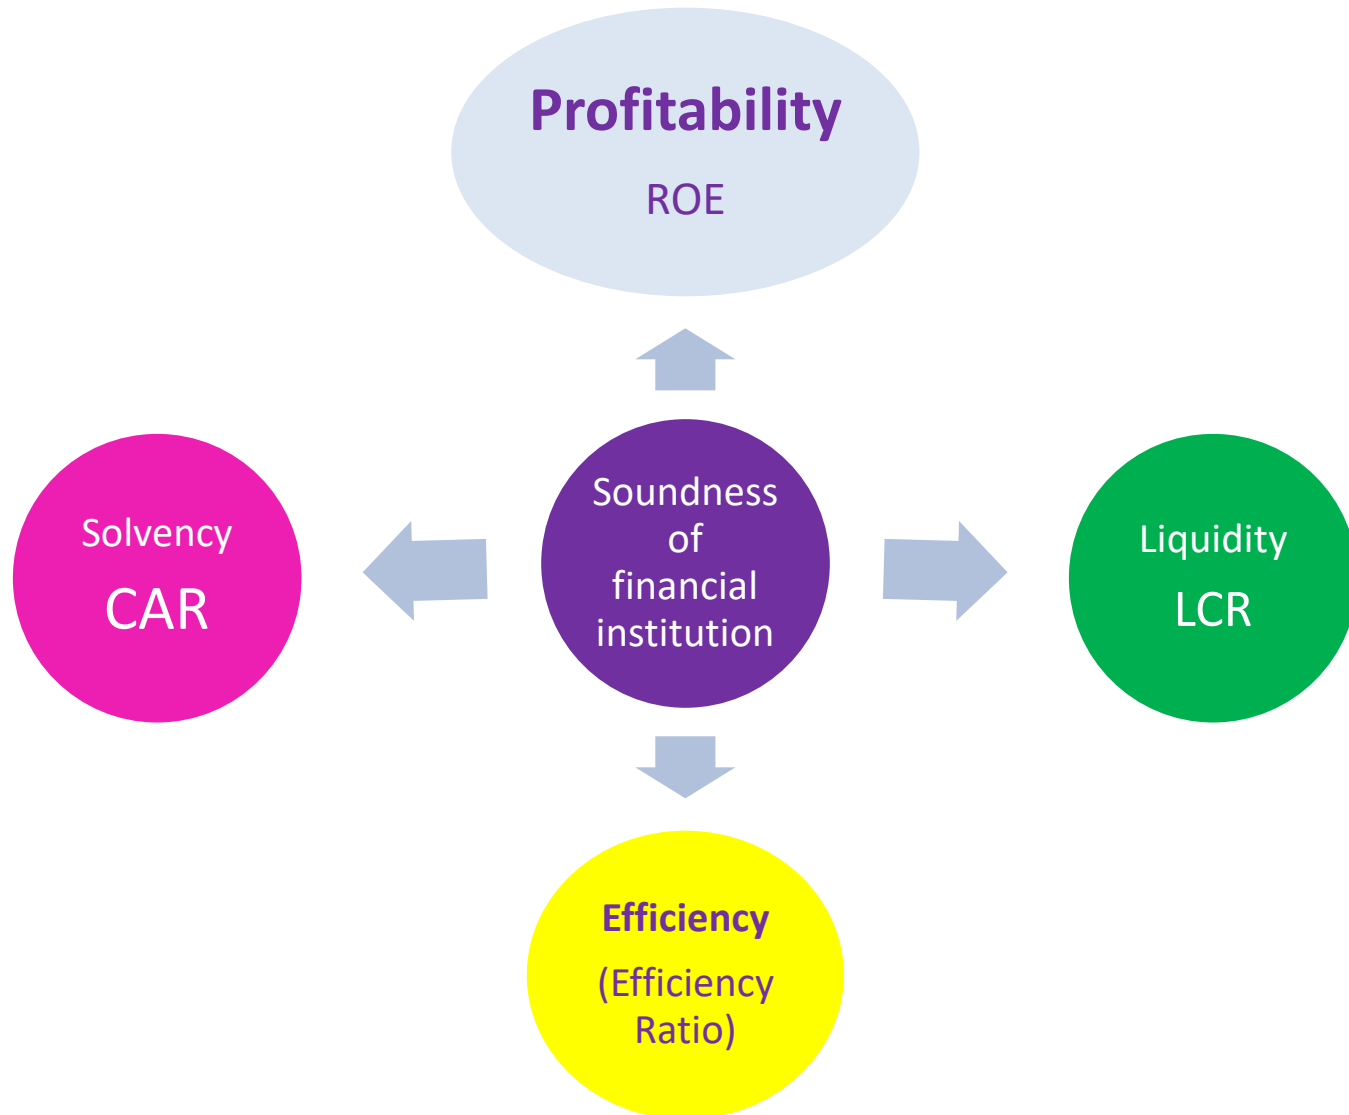 Profitability
ROE
Solvency
CAR
Soundness
of
financial
institution
Liquidity
LCR
Efficiency
(Efficiency
Ratio)